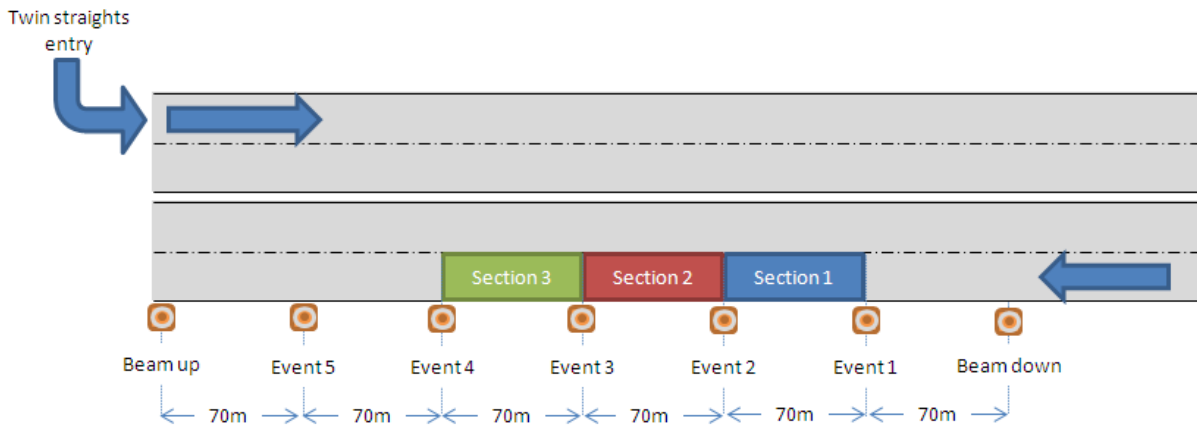 Twin straights
entry
Section 3 Section 2 Section 1
Beam up Event 5 Event 4 Event 3 Event 2 Event 1 Beam down
70m 70m 70m 70m 70m 70m